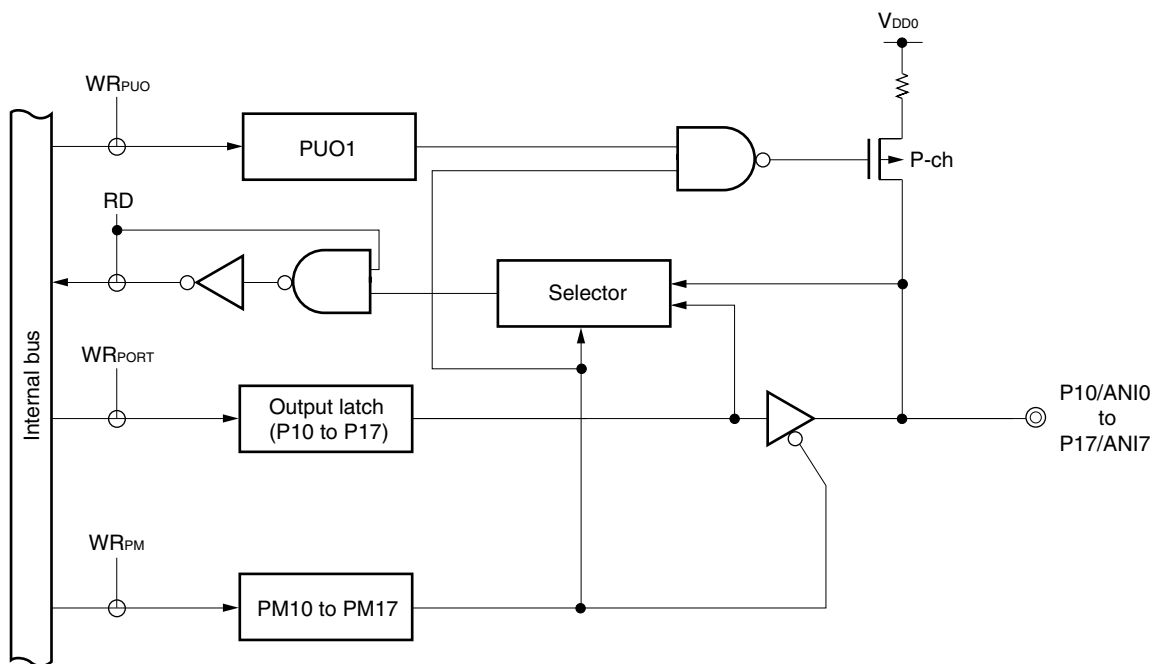 VDD0
WRPUO
PUO1
P-ch
RD
Selector
Internal bus
WRPORT
Output latch
(P10 to P17)
P10/ANI0
to
P17/ANI7
WRPM
PM10 to PM17